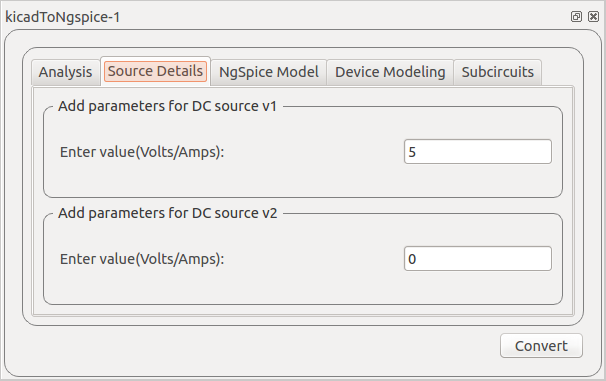 kicadToNgspice-1
Analysis Source Details NgSpice Model Device Modeling Subcircuits
Add parameters for DC source v1
Enter value(Volts/Amps): 5
Add parameters for DC source v2
Enter value(Volts/Amps): 0
Convert